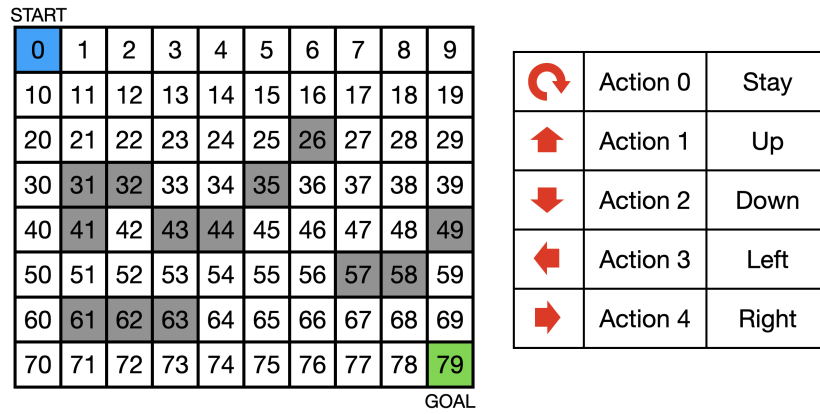 START
0 1 2 3 4 5 6 7 8 9
10 11 12 13 14 15 16 17 18 19
20 21 22 23 24 25 26 27 28 29
30 31 32 33 34 35 36 37 38 39
40 41 42 43 44 45 46 47 48 49
50 51 52 53 54 55 56 57 58 59
60 61 62 63 64 65 66 67 68 69
70 71 72 73 74 75 76 77 78 79
GOAL
Action 0 Stay
Action 1 Up
Action 2 Down
Action 3 Left
Action 4 Right